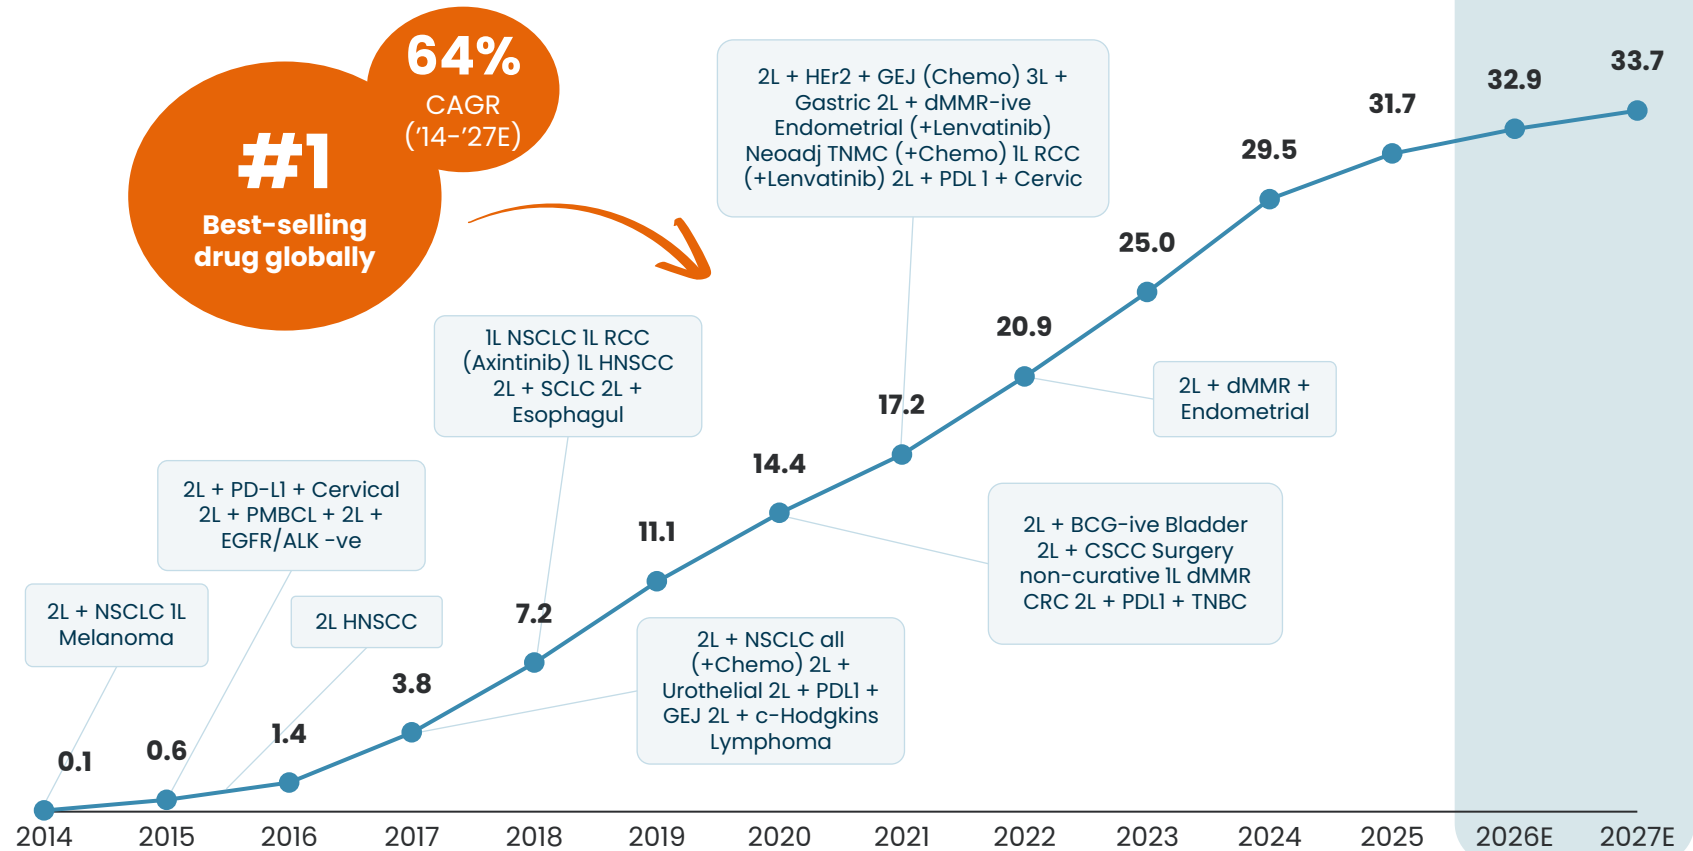 64%
CAGR
('14-'27E)
#1
Best-selling
drug globally
2L + HEr2 + GEJ (Chemo) 3L +
Gastric 2L + dMMR-ive
Endometrial (+Lenvatinib)
Neoadj TNMC (+Chemo) 1L RCC
(+Lenvatinib) 2L + PDL 1 + Cervic
1L NSCLC 1L RCC
(Axintinib) 1L HNSCC
2L + SCLC 2L +
Esophagul
2L + PD-L1 + Cervical
2L + PMBCL + 2L +
EGFR/ALK -ve
2L + NSCLC 1L
Melanoma
2L HNSCC
2L + NSCLC all
(+Chemo) 2L +
Urothelial 2L + PDL1 +
GEJ 2L + c-Hodgkins
Lymphoma
2L + dMMR +
Endometrial
2L + BCG-ive Bladder
2L + CSCC Surgery
non-curative 1L dMMR
CRC 2L + PDL1 + TNBC
0.1
0.6
1.4
3.8
7.2
11.1
14.4
17.2
20.9
25.0
29.5
31.7
32.9
33.7
2014
2015
2016
2017
2018
2019
2020
2021
2022
2023
2024
2025
2026E
2027E